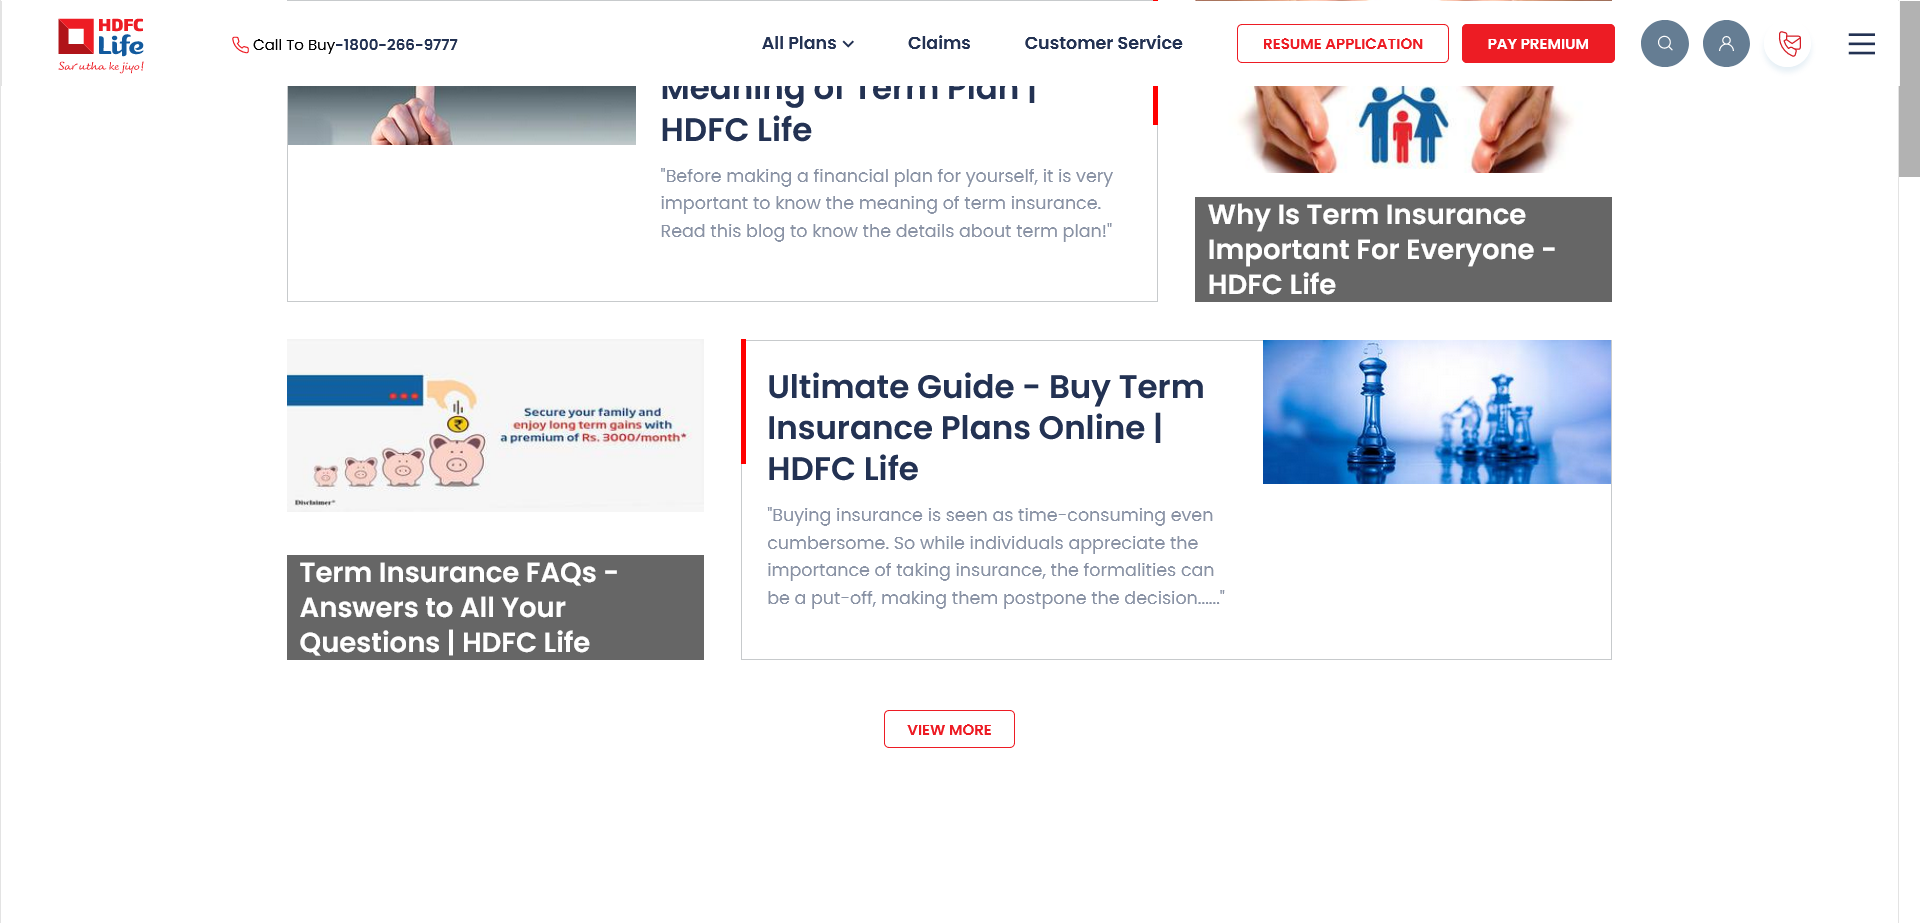 HDFC
Life
Sar utha ke jiyo!
Call To Buy-1800-266-9777
All Plans
Claims
Customer Service
RESUME APPLICATION
PAY PREMIUM
Meaning of Term Plan |
HDFC Life
"Before making a financial plan for yourself, it is very
important to know the meaning of term insurance.
Read this blog to know the details about term plan!"
Why Is Term Insurance
Important For Everyone -
HDFC Life
Secure your family and
enjoy long term gains with
a premium of Rs. 3000/month*
Disclaimer*
Term Insurance FAQs -
Answers to All Your
Questions | HDFC Life
Ultimate Guide - Buy Term
Insurance Plans Online |
HDFC Life
"Buying insurance is seen as time-consuming even
cumbersome. So while individuals appreciate the
importance of taking insurance, the formalities can
be a put-off, making them postpone the decision......"
VIEW MORE